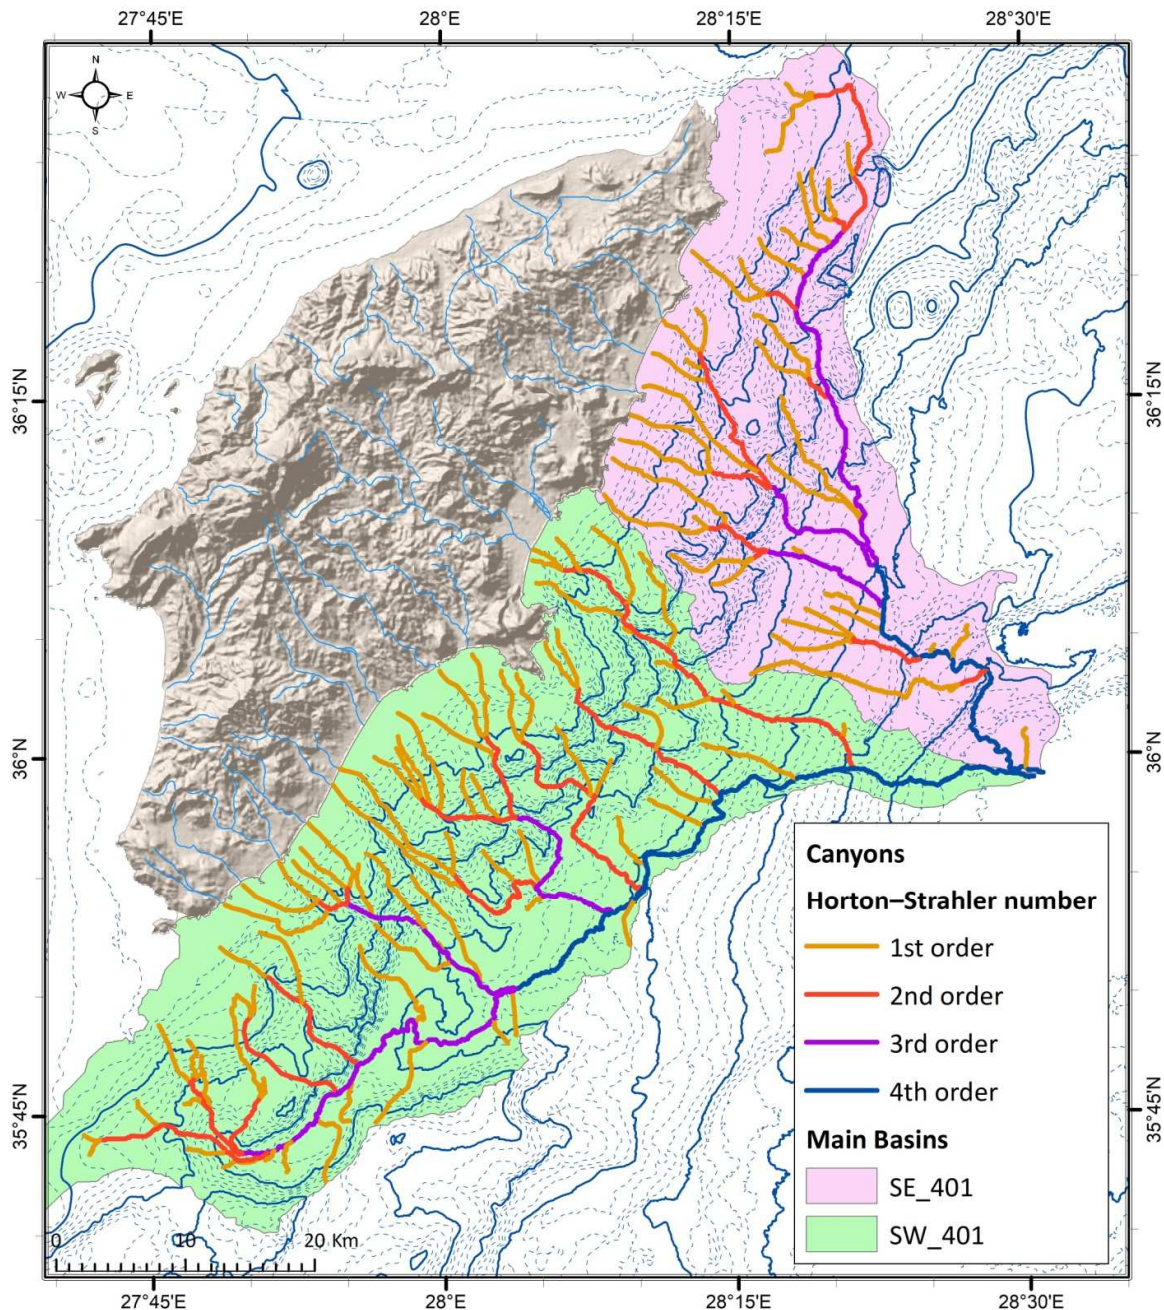 27°45'E 28°E 28°15'E 28°30'E
N
W E
S
36°15'N 36°15'N
36°N 36°N
Canyons
Horton–Strahler number
1st order
2nd order
3rd order
4th order
35°45'N 35°45'N
Main Basins
SE_401
SW_401
0 10 20 Km
27°45'E 28°E 28°15'E 28°30'E